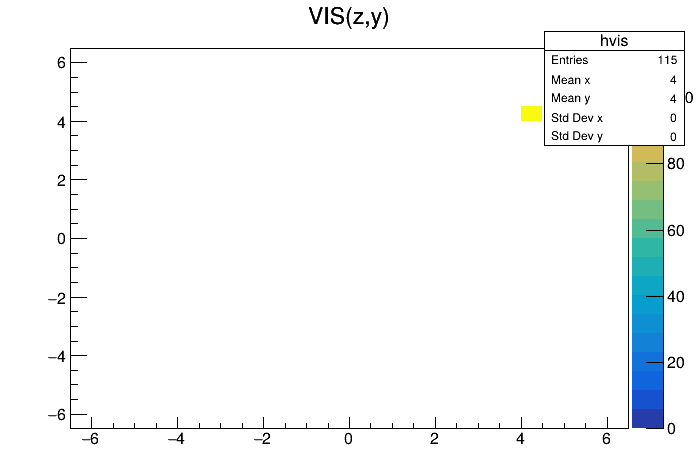 VIS(z,y)
hvis
Entries 115
Mean x 4
Mean y 4
Std Dev x 0
Std Dev y 0
6
4
2
0
−2
−4
−6
−6 −4 −2 0 2 4 6
0
80
60
40
20
0